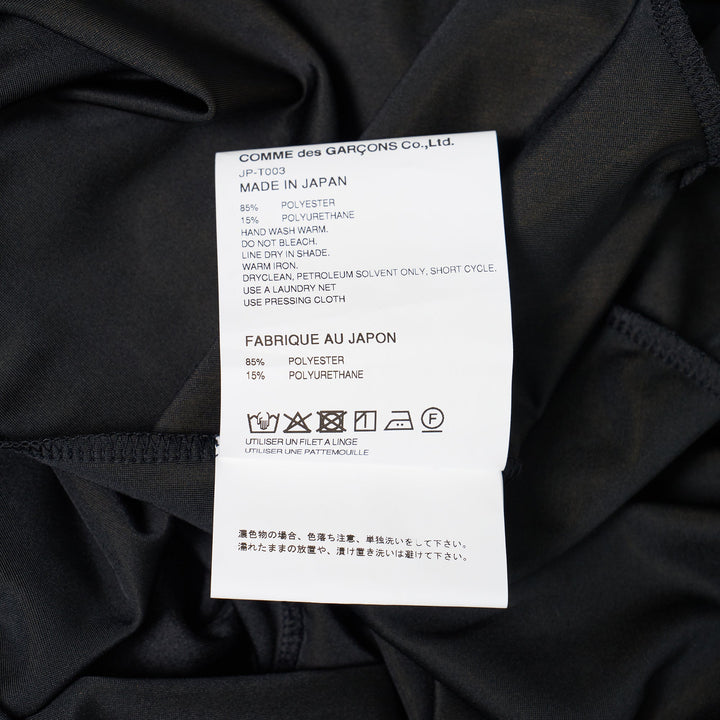 COMME des GARÇONS Co.,Ltd.
JP-T003
MADE IN JAPAN
85% POLYESTER
15% POLYURETHANE
HAND WASH WARM.
DO NOT BLEACH.
LINE DRY IN SHADE.
WARM IRON.
DRYCLEAN, PETROLEUM SOLVENT ONLY, SHORT CYCLE.
USE A LAUNDRY NET
USE PRESSING CLOTH
FABRIQUE AU JAPON
85% POLYESTER
15% POLYURETHANE
F
UTILISER UN FILET A LINGE
UTILISER UNE PATTEMOUILLE
濃色物の場合、色落ち注意、単独洗いをして下さい。
濡れたままの放置や、漬け置き洗いは避けて下さい。